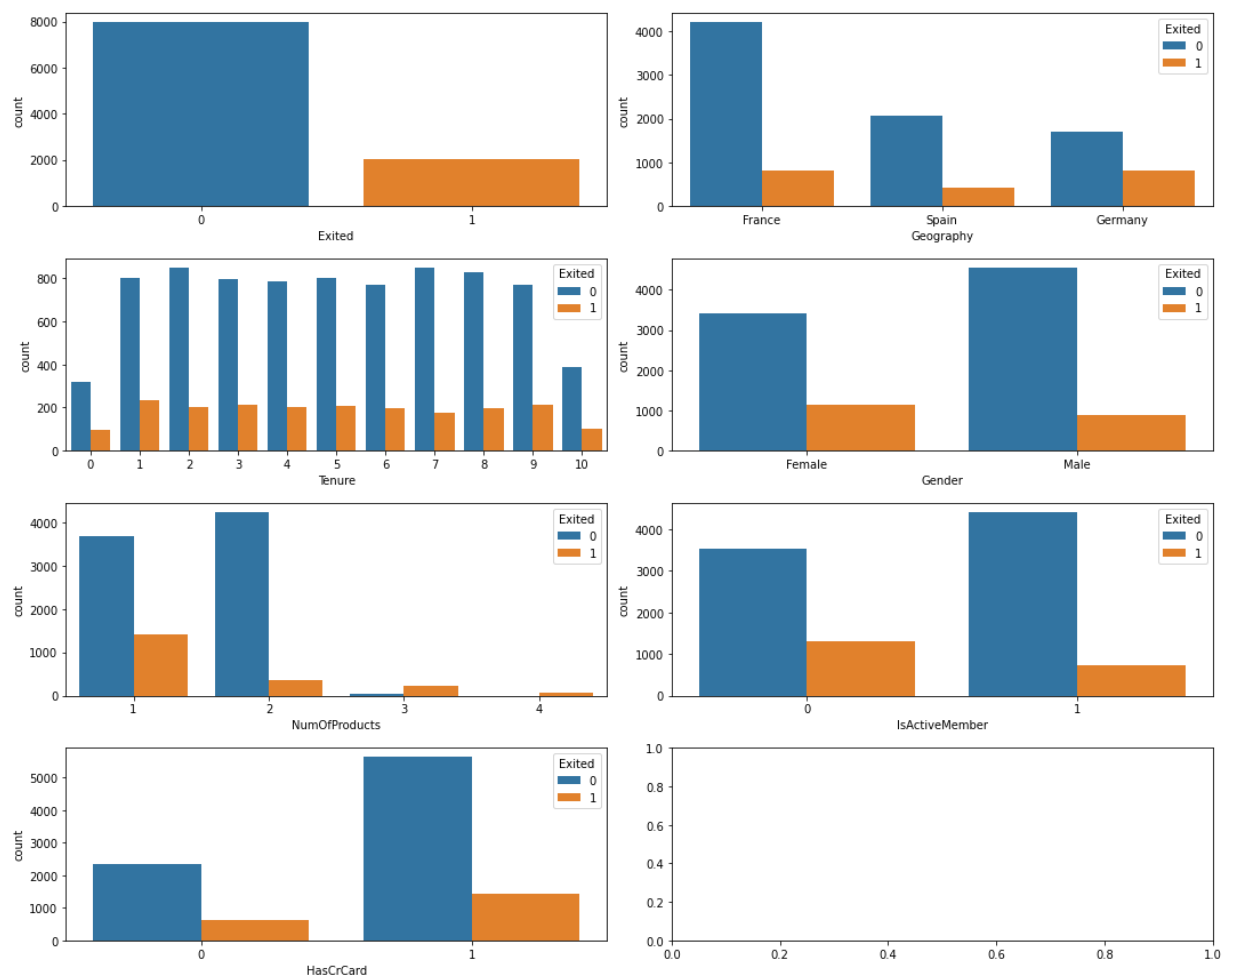 8000
6000
4000
2000
0
count
0 1
Exited
4000
3000
2000
1000
0
count
Exited
0
1
France Spain Germany
Geography
800
600
400
200
0
count
Exited
0
1
0 1 2 3 4 5 6 7 8 9 10
Tenure
4000
3000
2000
1000
0
count
Exited
0
1
Female Male
Gender
4000
3000
2000
1000
0
count
Exited
0
1
1 2 3 4
NumOfProducts
4000
3000
2000
1000
0
count
Exited
0
1
0 1
IsActiveMember
5000
4000
3000
2000
1000
0
count
Exited
0
1
0 1
HasCrCard
1.0
0.8
0.6
0.4
0.2
0.0
0.0 0.2 0.4 0.6 0.8 1.0